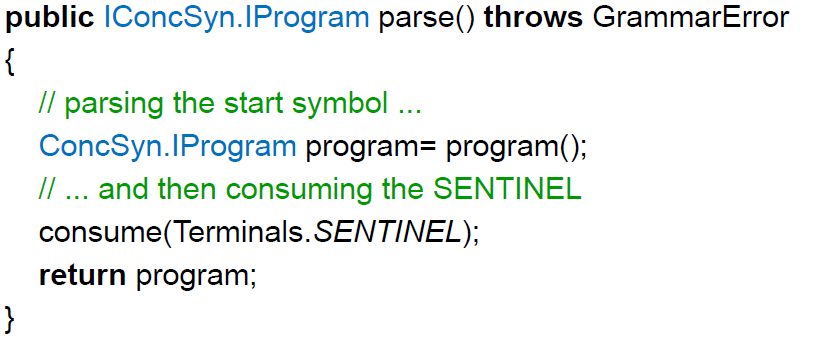 public IConcSyn.IProgram parse() throws GrammarError
{
// parsing the start symbol ...
ConcSyn.IProgram program= program();
// ... and then consuming the SENTINEL
consume(Terminals.SENTINEL);
return program;
}